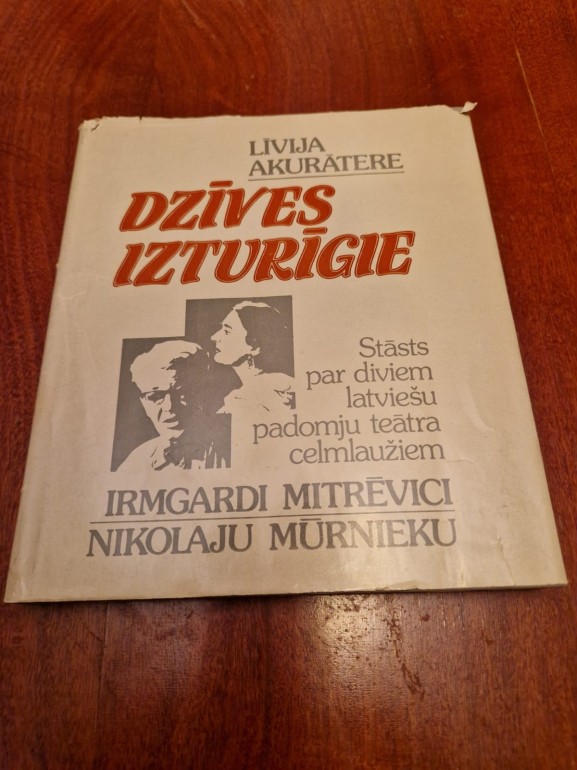 LĪVIJA
AKURĀTERE
DZĪVES
IZTURĪGIE
Stāsts
par diviem
latviešu
padomju teātra
celmlaužiem
IRMGARDI MITRĒVICI
NIKOLAJU MŪRNIEKU